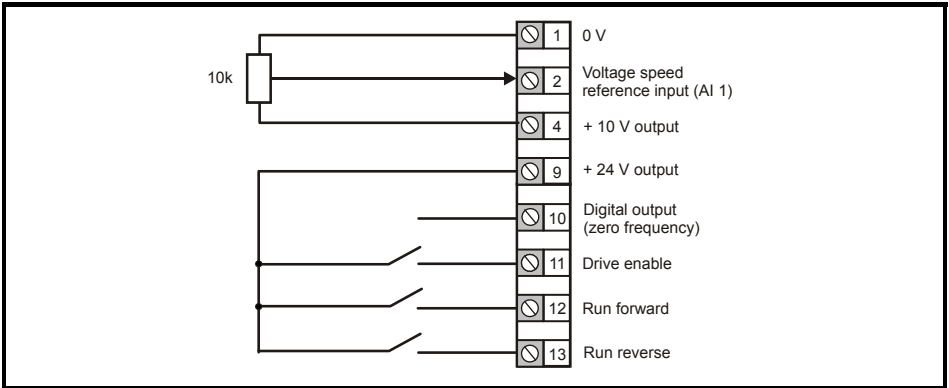 1 0 V
10k
2 Voltage speed
reference input (AI 1)
4 + 10 V output
9 + 24 V output
10 Digital output
(zero frequency)
11 Drive enable
12 Run forward
13 Run reverse